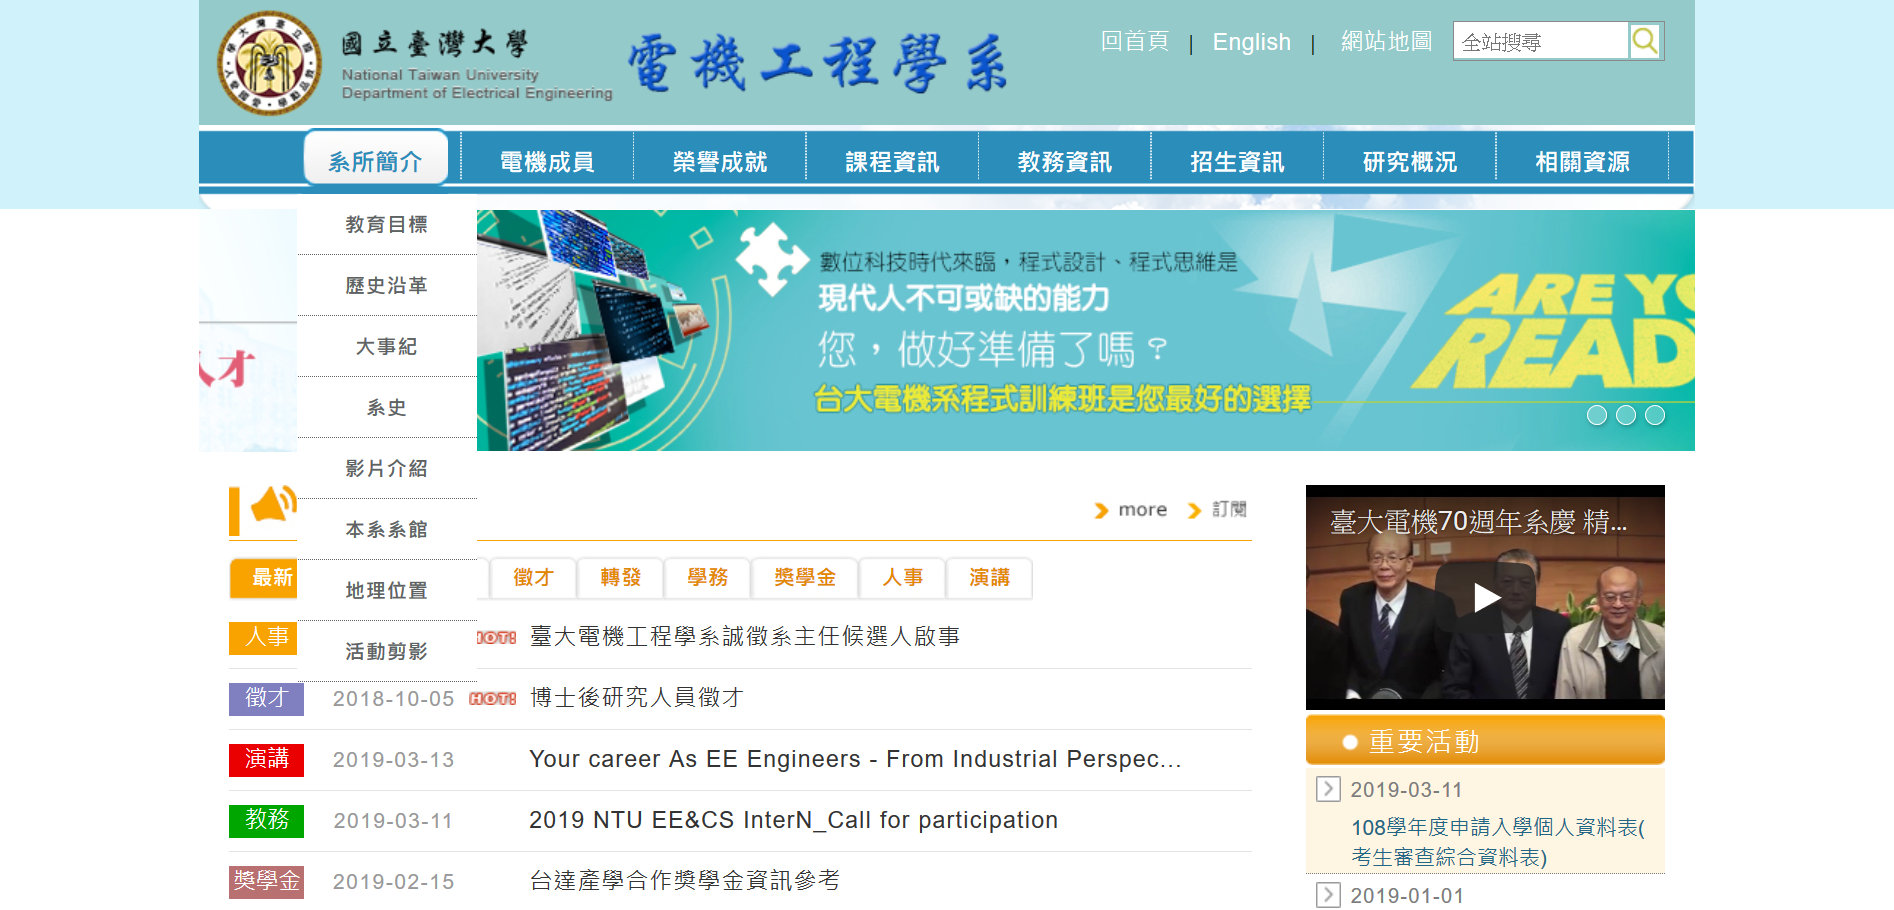 國立臺灣大學
National Taiwan University
Department of Electrical Engineering
電機工程學系
回首頁 | English | 網站地圖
全站搜尋
系所簡介
電機成員
榮譽成就
課程資訊
教務資訊
招生資訊
研究概況
相關資源
教育目標
歷史沿革
大事紀
系史
影片介紹
本系系館
地理位置
活動剪影
人才
數位科技時代來臨,程式設計、程式思維是
現代人不可或缺的能力
您,做好準備了嗎?
台大電機系程式訓練班是您最好的選擇
ARE YO
READ
more
訂閱
最新
徵才
轉發
學務
獎學金
人事
演講
人事 HOT! 臺大電機工程學系誠徵系主任候選人啟事
徵才 2018-10-05 HOT! 博士後研究人員徵才
演講 2019-03-13 Your career As EE Engineers - From Industrial Perspec...
教務 2019-03-11 2019 NTU EE&CS InterN_Call for participation
獎學金 2019-02-15 台達產學合作獎學金資訊參考
臺大電機70週年系慶 精...
重要活動
2019-03-11
108學年度申請入學個人資料表(
考生審查綜合資料表)
2019-01-01